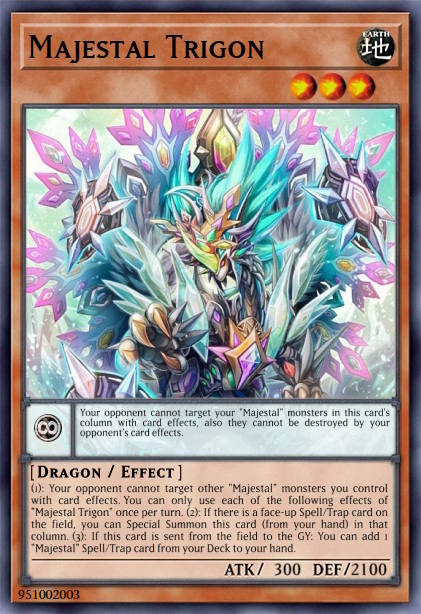 Majestal Trigon
EARTH
地
Your opponent cannot target your "Majestal" monsters in this card's
column with card effects, also they cannot be destroyed by your
opponent's card effects.
[ Dragon / Effect ]
(1): Your opponent cannot target other "Majestal" monsters you control
with card effects. You can only use each of the following effects of
"Majestal Trigon" once per turn. (2): If there is a face-up Spell/Trap card on
the field, you can Special Summon this card (from your hand) in that
column. (3): If this card is sent from the field to the GY: You can add 1
"Majestal" Spell/Trap card from your Deck to your hand.
ATK/ 300 DEF/2100
951002003